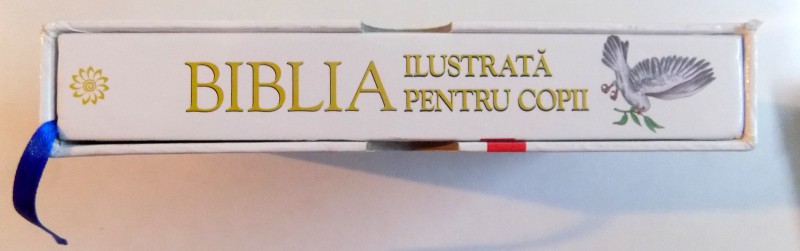 BIBLIA ILUSTRATĂ
PENTRU COPII